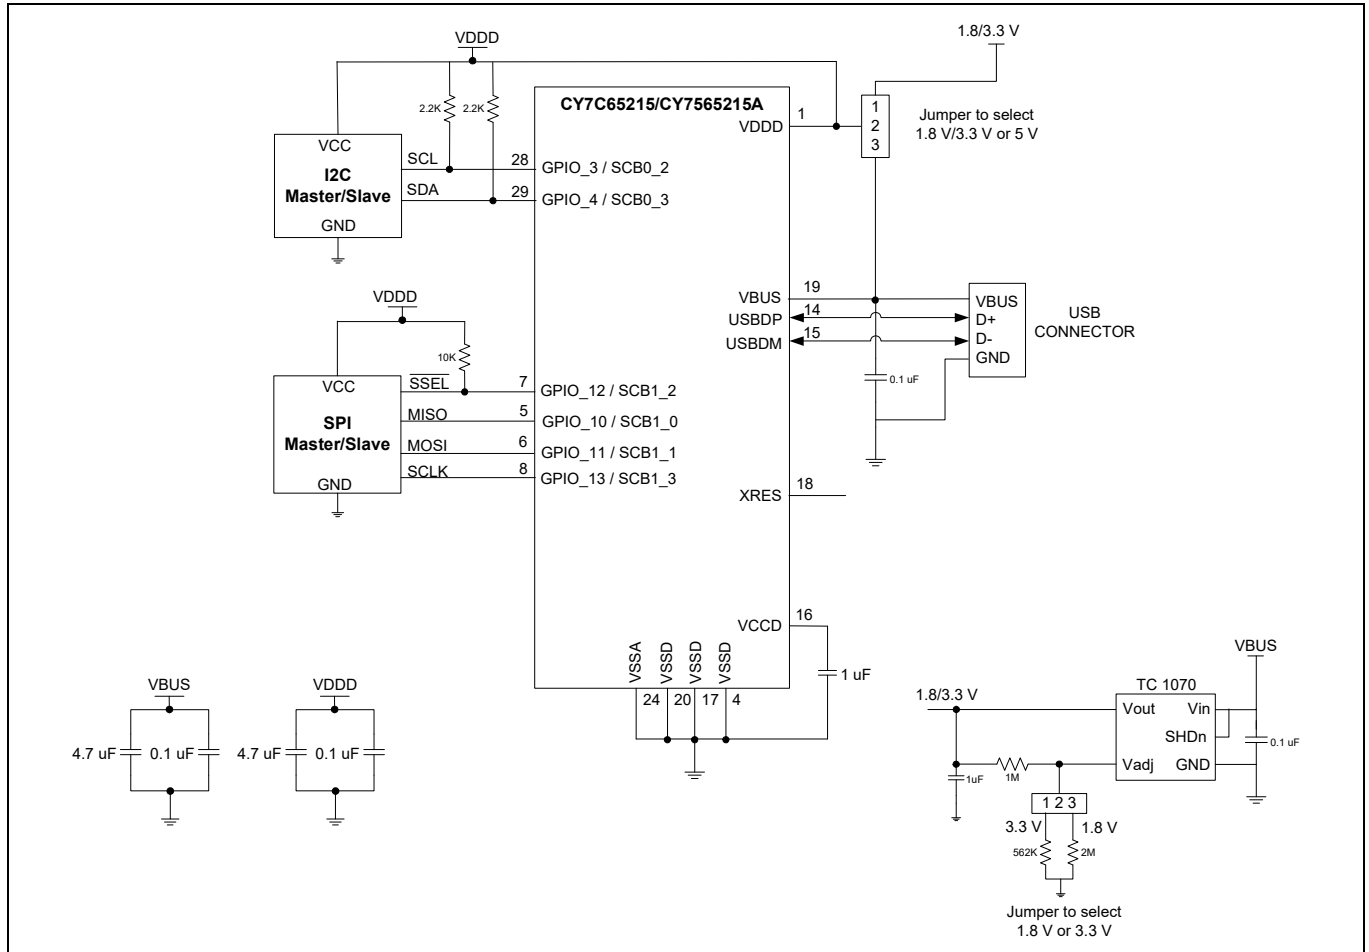 VDDD
1.8/3.3 V
2.2K
2.2K
CY7C65215/CY7565215A
VDDD
1
1
2
3
Jumper to select
1.8 V/3.3 V or 5 V
VCC
I2C
Master/Slave
GND
SCL
SDA
28
29
GPIO_3 / SCB0_2
GPIO_4 / SCB0_3
VDDD
10K
VCC
SPI
Master/Slave
GND
SSEL
MISO
MOSI
SCLK
7
5
6
8
GPIO_12 / SCB1_2
GPIO_10 / SCB1_0
GPIO_11 / SCB1_1
GPIO_13 / SCB1_3
VBUS
USBDP
USBDM
19
14
15
VBUS
D+
D-
GND
USB
CONNECTOR
0.1 uF
XRES
18
VCCD
16
1 uF
VSSA
VSSD
VSSD
VSSD
24
20
17
4
VBUS
4.7 uF
0.1 uF
VDDD
4.7 uF
0.1 uF
VBUS
TC 1070
1.8/3.3 V
Vout
Vin
SHDn
Vadj
GND
0.1 uF
1uF
1M
1 2 3
3.3 V
1.8 V
562K
2M
Jumper to select
1.8 V or 3.3 V